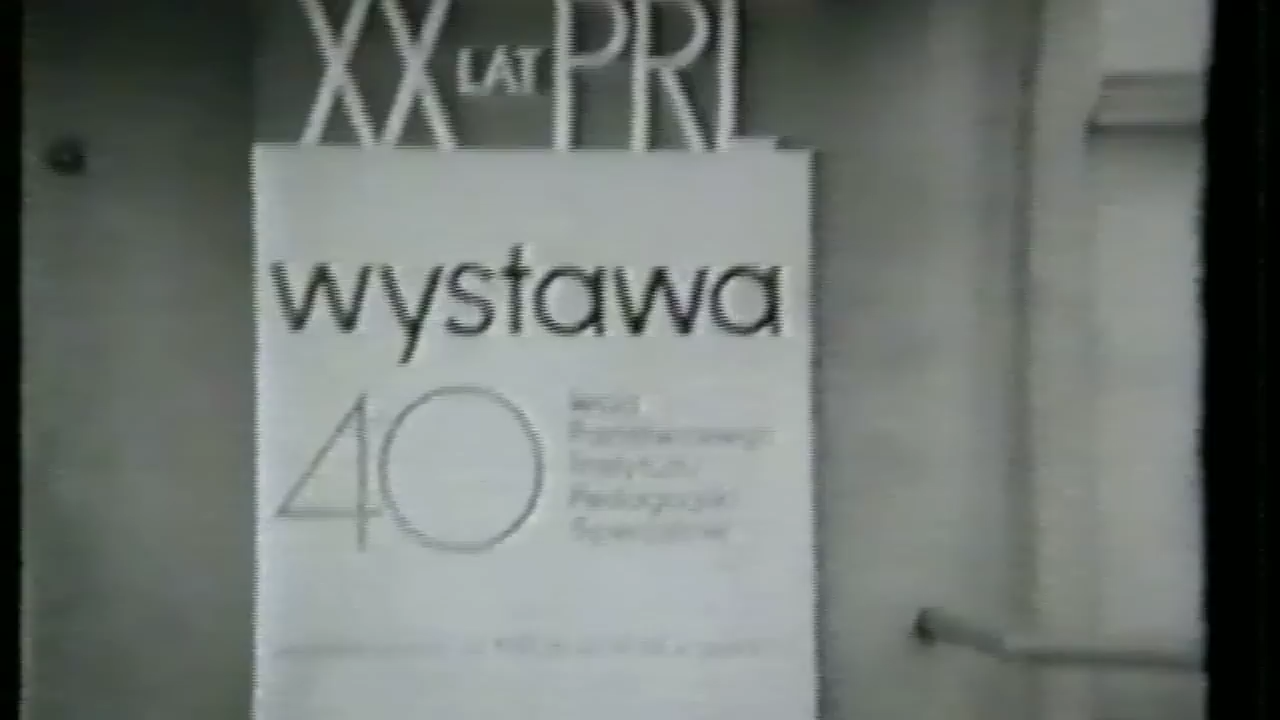 XX LAT PRL
wystawa
40
lecia
Państwowego
Instytutu
Pedagogiki
Specjalnej